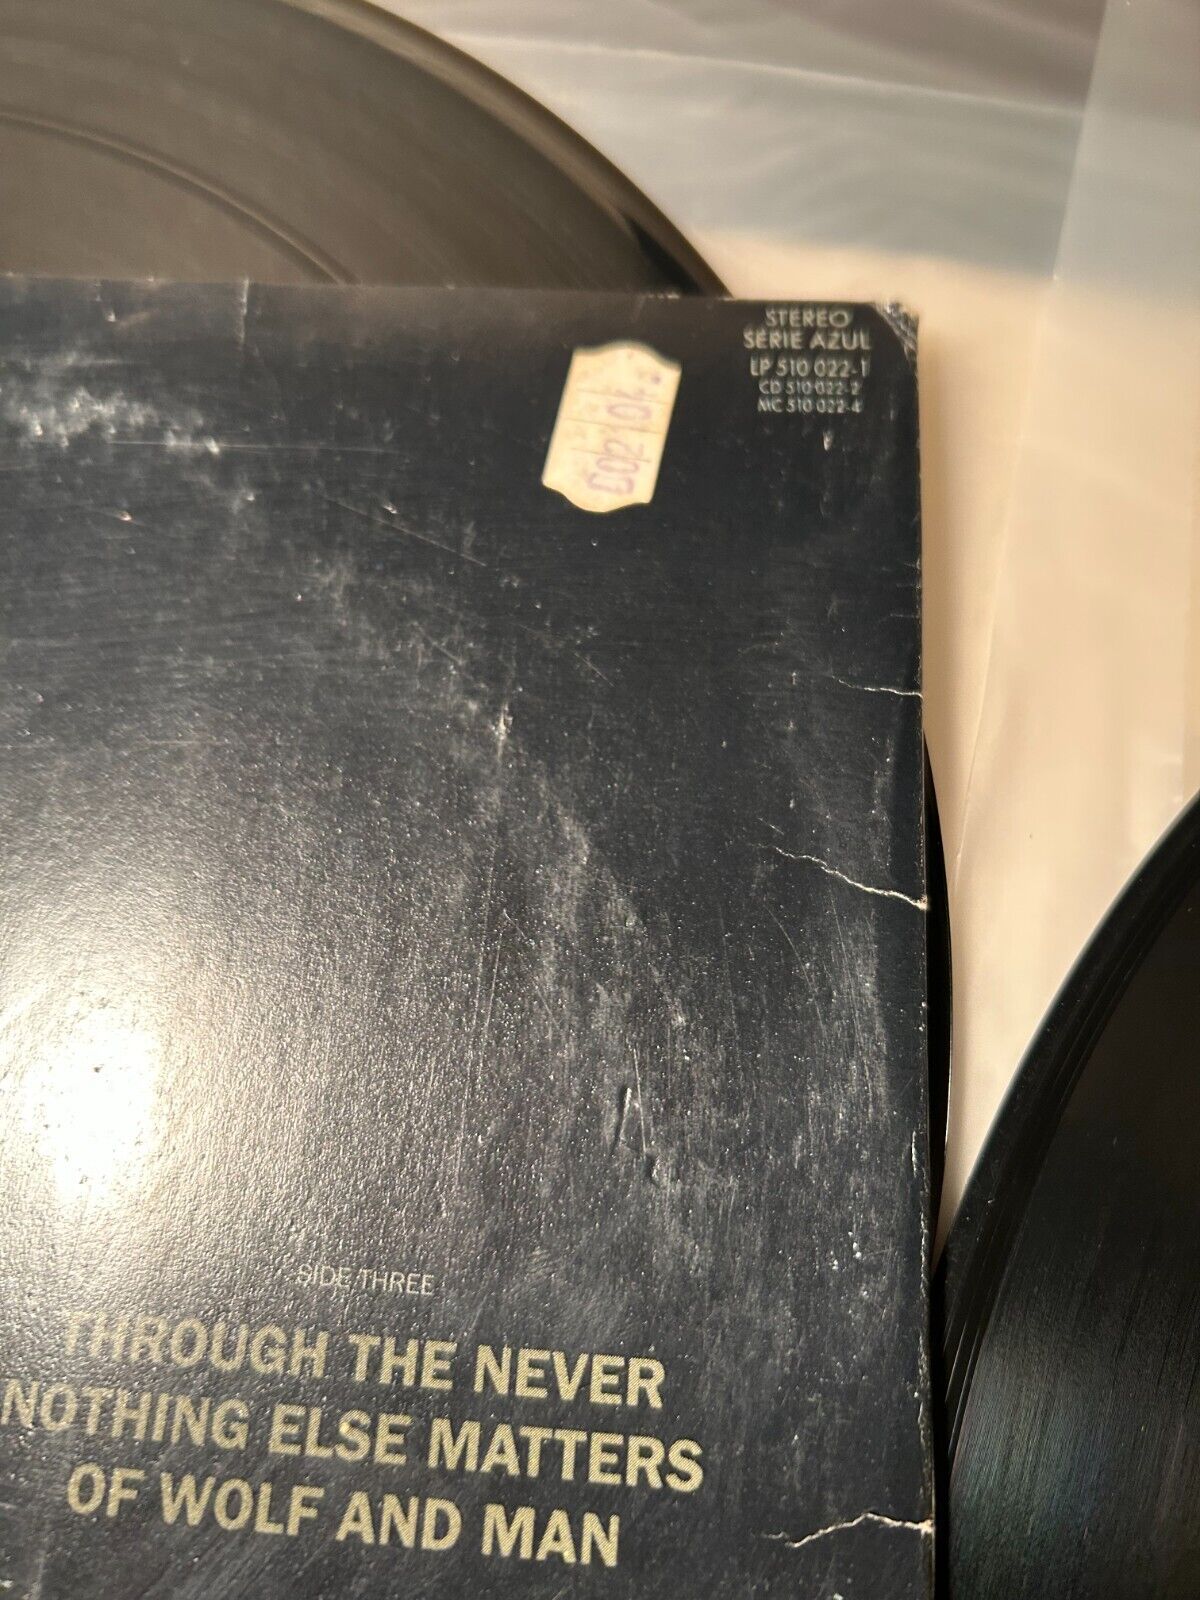 STEREO
SERIE AZUL
LP 510 022-1
CD 510 022-2
MC 510 022-4
SIDE THREE
THROUGH THE NEVER
NOTHING ELSE MATTERS
OF WOLF AND MAN